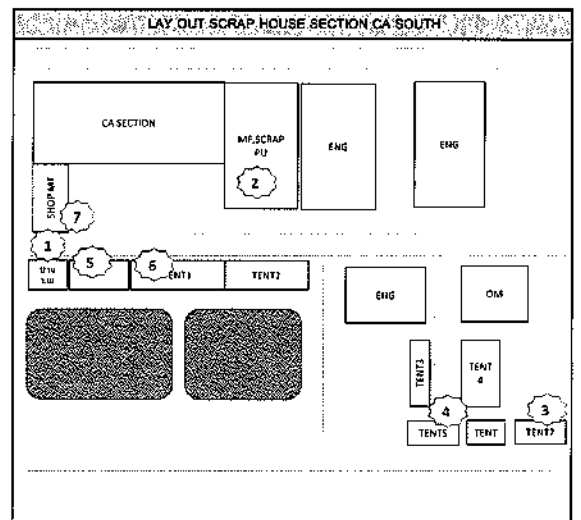 LAY OUT SCRAP HOUSE SECTION CA SOUTH
CA SECTION
MF.SCRAP
PU
ENG
ENG
2
SHOP MT
7
1
5
6
TENT1
TENT2
ENG
OM
TENT3
TENT
4
4
3
TENT5
TENT
TENT7